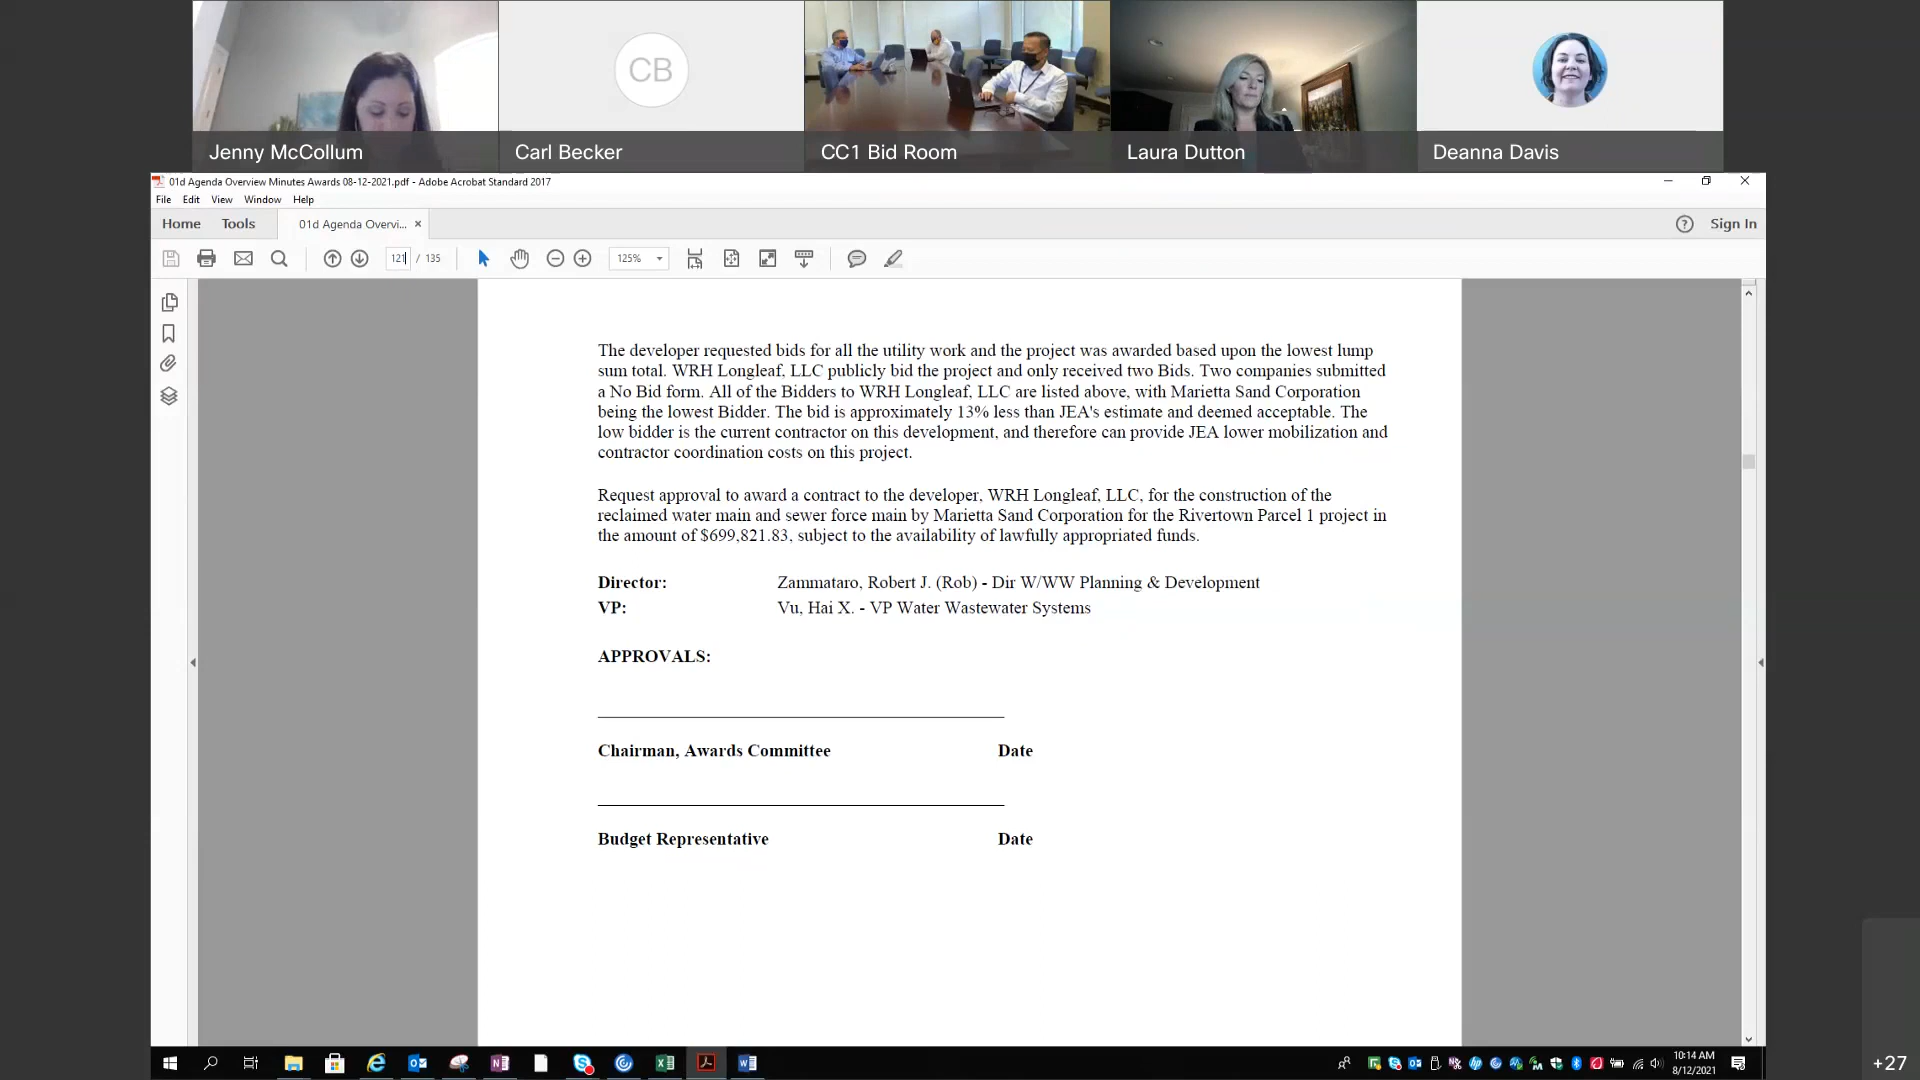 CB
Jenny McCollum
Carl Becker
CC1 Bid Room
Laura Dutton
Deanna Davis
01d Agenda Overview Minutes Awards 08-12-2021.pdf - Adobe Acrobat Standard 2017
File Edit View Window Help
Home Tools 01d Agenda Overvi... × Sign In
121 / 135 125%
The developer requested bids for all the utility work and the project was awarded based upon the lowest lump
sum total. WRH Longleaf, LLC publicly bid the project and only received two Bids. Two companies submitted
a No Bid form. All of the Bidders to WRH Longleaf, LLC are listed above, with Marietta Sand Corporation
being the lowest Bidder. The bid is approximately 13% less than JEA's estimate and deemed acceptable. The
low bidder is the current contractor on this development, and therefore can provide JEA lower mobilization and
contractor coordination costs on this project.
Request approval to award a contract to the developer, WRH Longleaf, LLC, for the construction of the
reclaimed water main and sewer force main by Marietta Sand Corporation for the Rivertown Parcel 1 project in
the amount of $699,821.83, subject to the availability of lawfully appropriated funds.
Director: Zammataro, Robert J. (Rob) - Dir W/WW Planning & Development
VP: Vu, Hai X. - VP Water Wastewater Systems
APPROVALS:
Chairman, Awards Committee Date
Budget Representative Date
10:14 AM
8/12/2021
+27